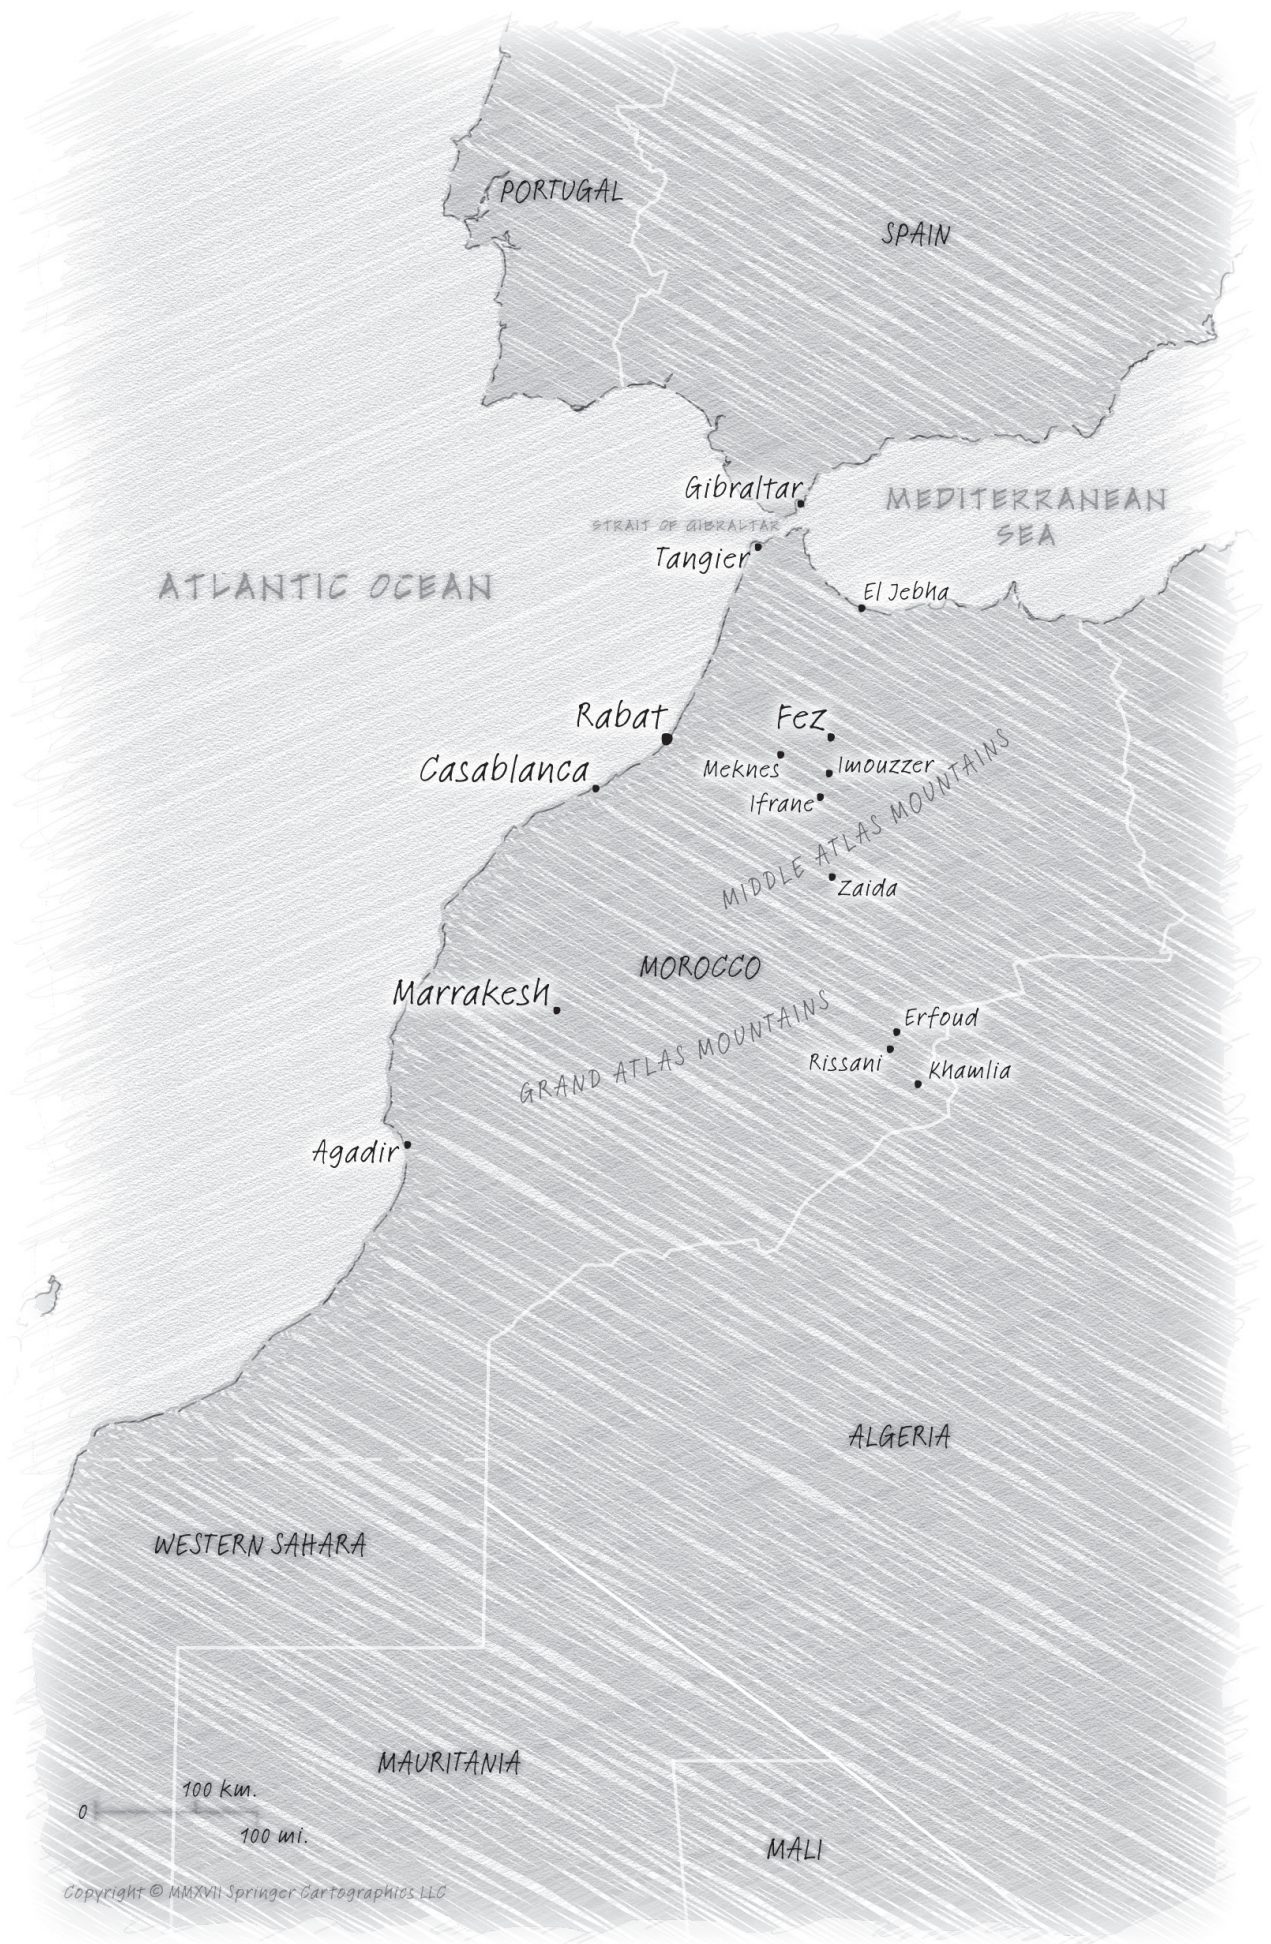 PORTUGAL
SPAIN
Gibraltar
MEDITERRANEAN
SEA
STRAIT OF GIBRALTAR
Tangier
ATLANTIC OCEAN
El Jebha
Rabat
Fez
Casablanca
Meknes
Imouzzer
Ifrane
MIDDLE ATLAS MOUNTAINS
Zaida
MOROCCO
Marrakesh
GRAND ATLAS MOUNTAINS
Erfoud
Rissani
Khamlia
Agadir
ALGERIA
WESTERN SAHARA
MAURITANIA
100 km.
0
100 mi.
MALI
Copyright © MMXVII Springer Cartographics LLC